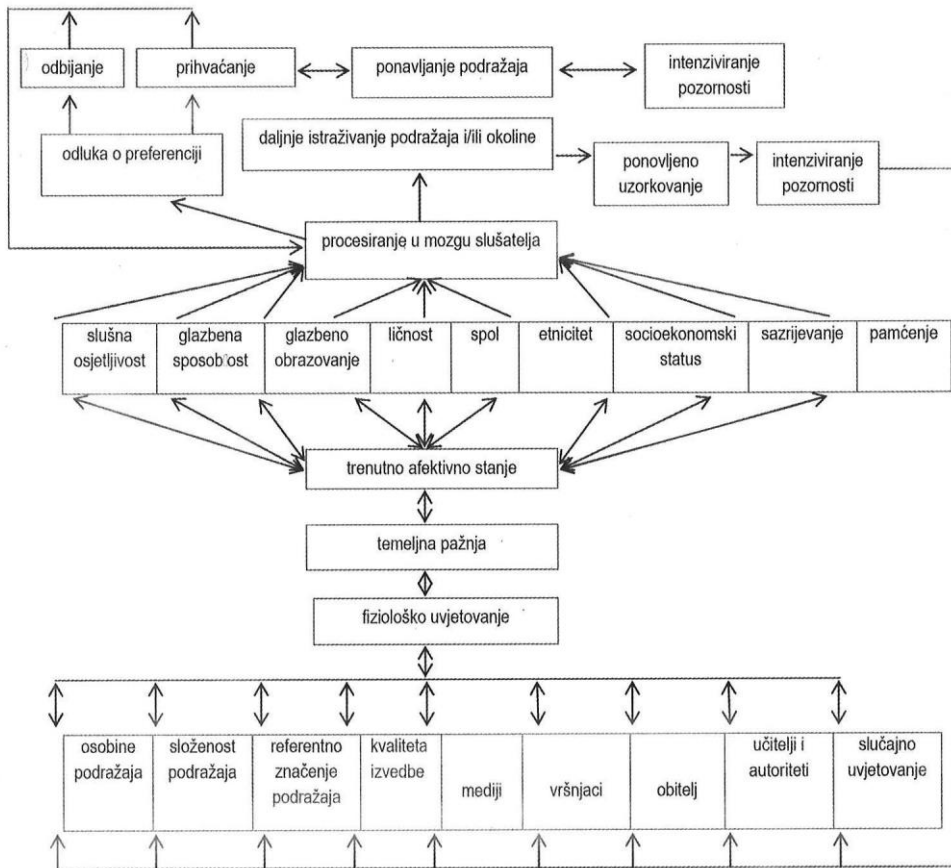 odbijanje
prihvaćanje
ponavljanje podražaja
intenziviranje
pozornosti
odluka o preferenciji
daljnje istraživanje podražaja i/ili okoline
ponovljeno
uzorkovanje
intenziviranje
pozornosti
procesiranje u mozgu slušatelja
slušna
osjetljivost
glazbena
sposobost
glazbeno
obrazovanje
ličnost
spol
etnicitet
socioekonomski
status
sazrijevanje
pamćenje
trenutno afektivno stanje
temeljna pažnja
fiziološko uvjetovanje
osobine
podražaja
složenost
podražaja
referentno
značenje
podražaja
kvaliteta
izvedbe
mediji
vršnjaci
obitelj
učitelji i
autoriteti
slučajno
uvjetovanje